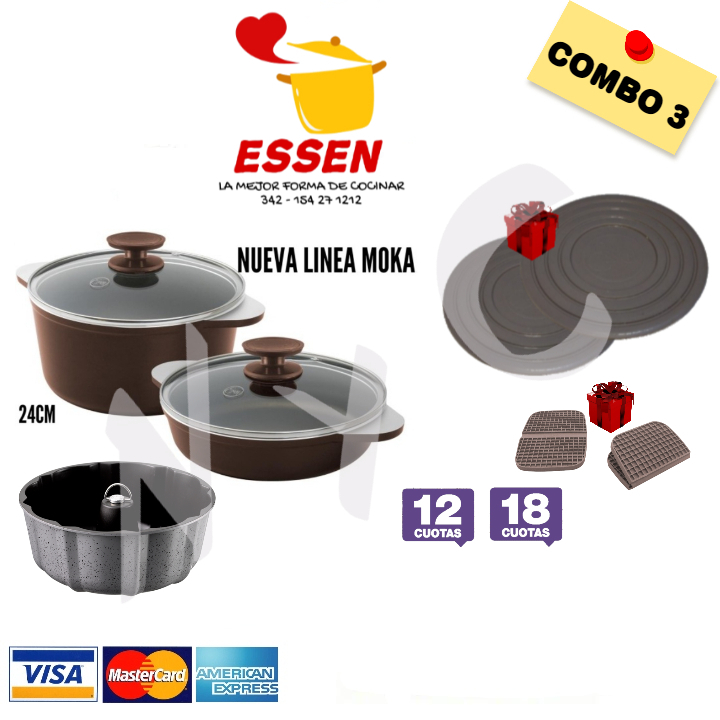 COMBO 3
ESSEN
LA MEJOR FORMA DE COCINAR
342 - 154 27 1212
NUEVA LINEA MOKA
24CM
12
CUOTAS
18
CUOTAS
NYC
VISA
MasterCard
AMERICAN
EXPRESS